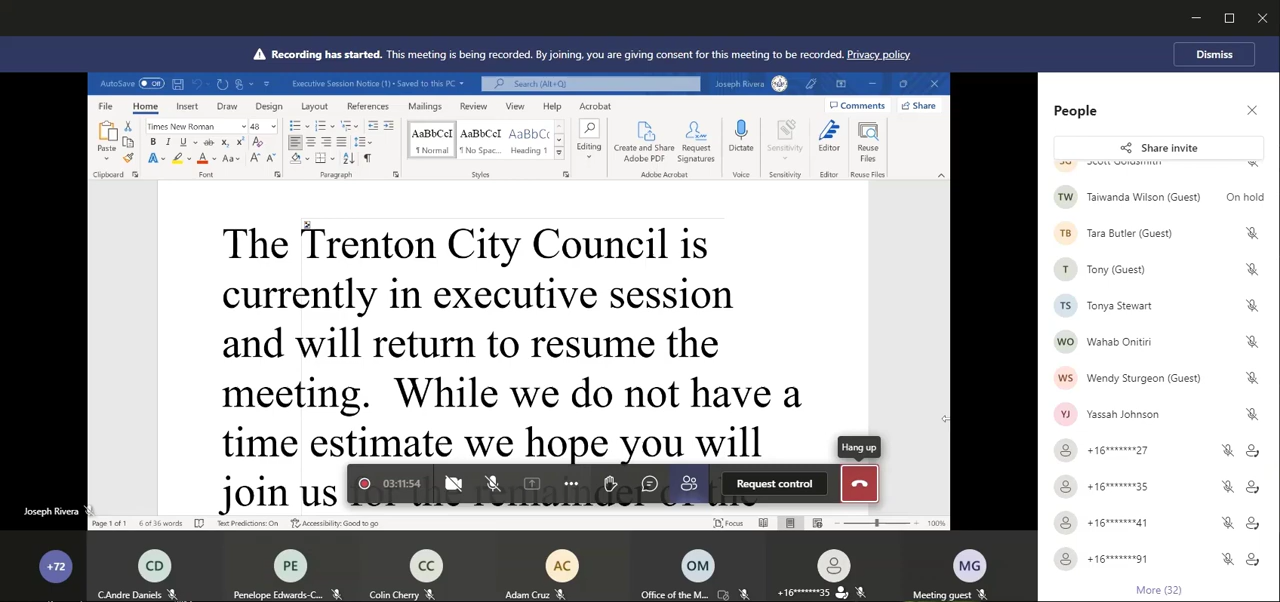 Recording has started. This meeting is being recorded. By joining, you are giving consent for this meeting to be recorded. Privacy policy
Dismiss
AutoSave Off
Executive Session Notice (1) - Saved to this PC
Search (Alt+Q)
Joseph Rivera
File Home Insert Draw Design Layout References Mailings Review View Help Acrobat
Comments Share
Paste
Times New Roman 48
AaBbCcI AaBbCcI AaBbCc
1 Normal 1 No Spac... Heading 1
Editing
Create and Share Adobe PDF
Request Signatures
Dictate
Sensitivity
Editor
Reuse Files
Clipboard Font Paragraph Styles Adobe Acrobat Voice Sensitivity Editor Reuse Files
The Trenton City Council is
currently in executive session
and will return to resume the
meeting. While we do not have a
time estimate we hope you will
join us for the remainder of the
Hang up
03:11:54
Request control
Joseph Rivera
Page 1 of 1 6 of 36 words Text Predictions: On Accessibility: Good to go
Focus 100%
People
Share invite
Scott Goldsmith
TW Taiwanda Wilson (Guest) On hold
TB Tara Butler (Guest)
T Tony (Guest)
TS Tonya Stewart
WO Wahab Onitiri
WS Wendy Sturgeon (Guest)
YJ Yassah Johnson
+16*******27
+16*******35
+16*******41
+16*******91
More (32)
+72
CD C.Andre Daniels
PE Penelope Edwards-C...
CC Colin Cherry
AC Adam Cruz
OM Office of the M...
+16*******35
MG Meeting guest